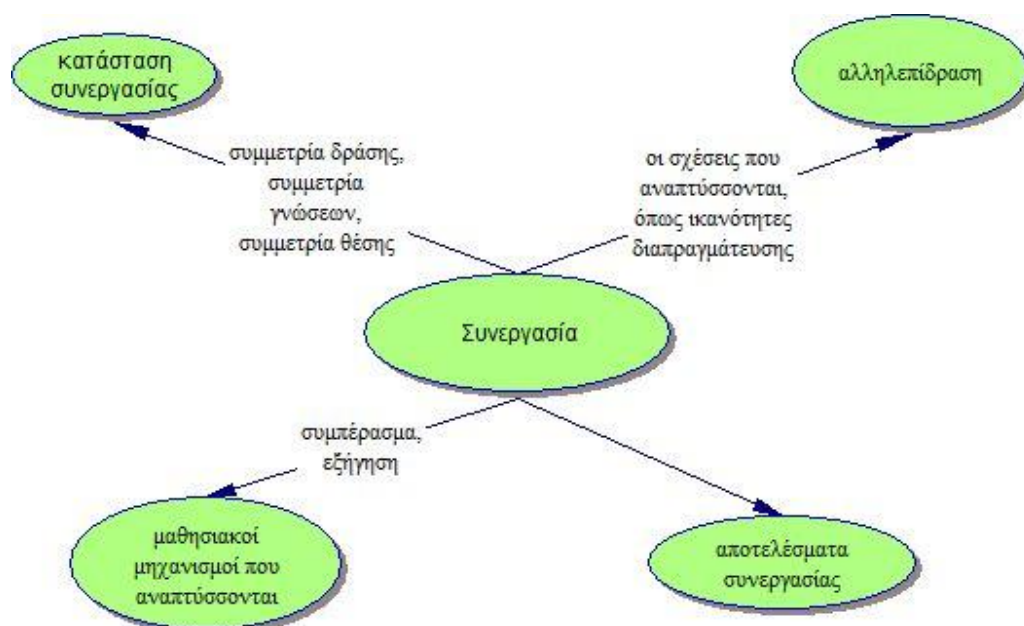 κατάσταση
συνεργασίας
αλληλεπίδραση
συμμετρία δράσης,
συμμετρία
γνώσεων,
συμμετρία θέσης
οι σχέσεις που
αναπτύσσονται,
όπως ικανότητες
διαπραγμάτευσης
Συνεργασία
συμπέρασμα,
εξήγηση
μαθησιακοί
μηχανισμοί που
αναπτύσσονται
αποτελέσματα
συνεργασίας